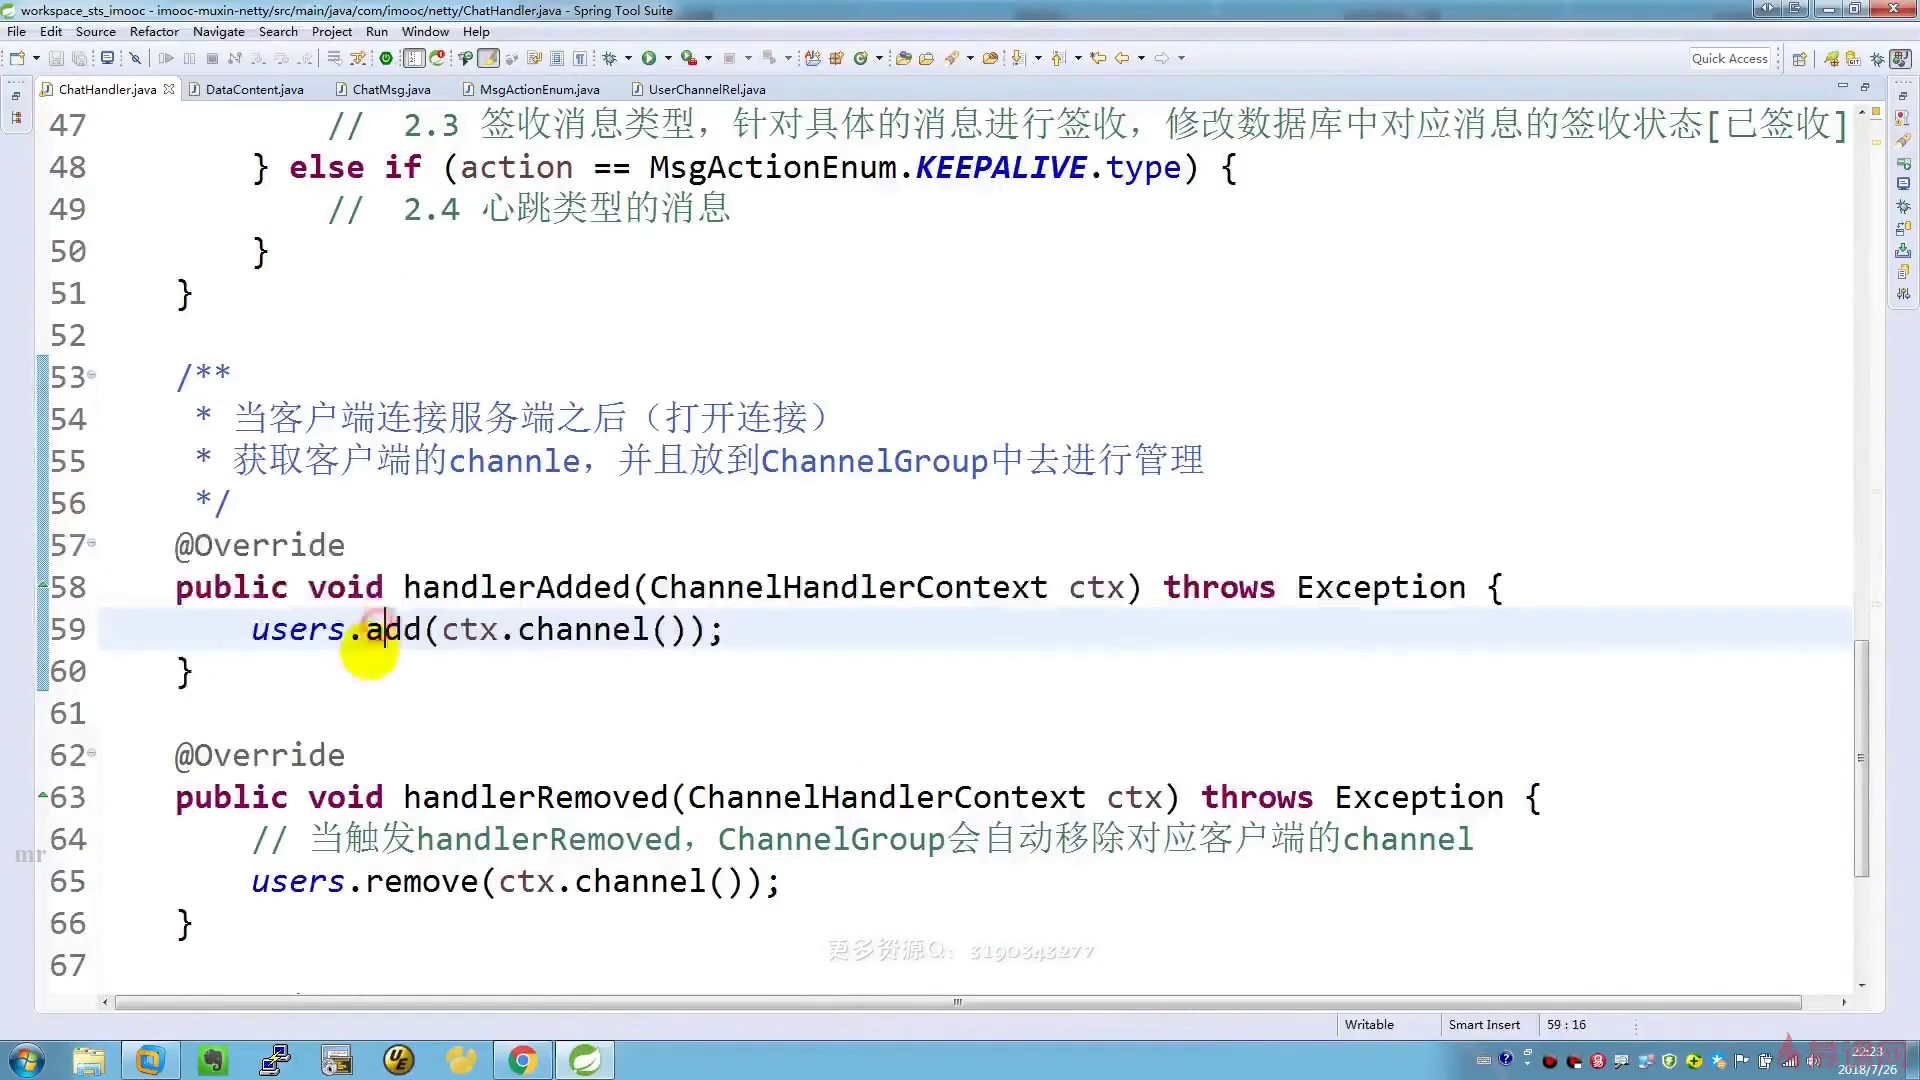 workspace_sts_imooc - imooc-muxin-netty/src/main/java/com/imooc/netty/ChatHandler.java - Spring Tool Suite
File Edit Source Refactor Navigate Search Project Run Window Help
Quick Access
ChatHandler.java DataContent.java ChatMsg.java MsgActionEnum.java UserChannelRel.java
47 // 2.3 签收消息类型，针对具体的消息进行签收，修改数据库中对应消息的签收状态[已签收]
48 } else if (action == MsgActionEnum.KEEPALIVE.type) {
49 // 2.4 心跳类型的消息
50 }
51 }
52
53 /**
54 * 当客户端连接服务端之后（打开连接）
55 * 获取客户端的channle，并且放到ChannelGroup中去进行管理
56 */
57 @Override
58 public void handlerAdded(ChannelHandlerContext ctx) throws Exception {
59 users.add(ctx.channel());
60 }
61
62 @Override
63 public void handlerRemoved(ChannelHandlerContext ctx) throws Exception {
64 // 当触发handlerRemoved，ChannelGroup会自动移除对应客户端的channel
65 users.remove(ctx.channel());
66 }
67
mr
更多资源Q：3190343277
Writable Smart Insert 59 : 16
22:23
2018/7/26
慕课网